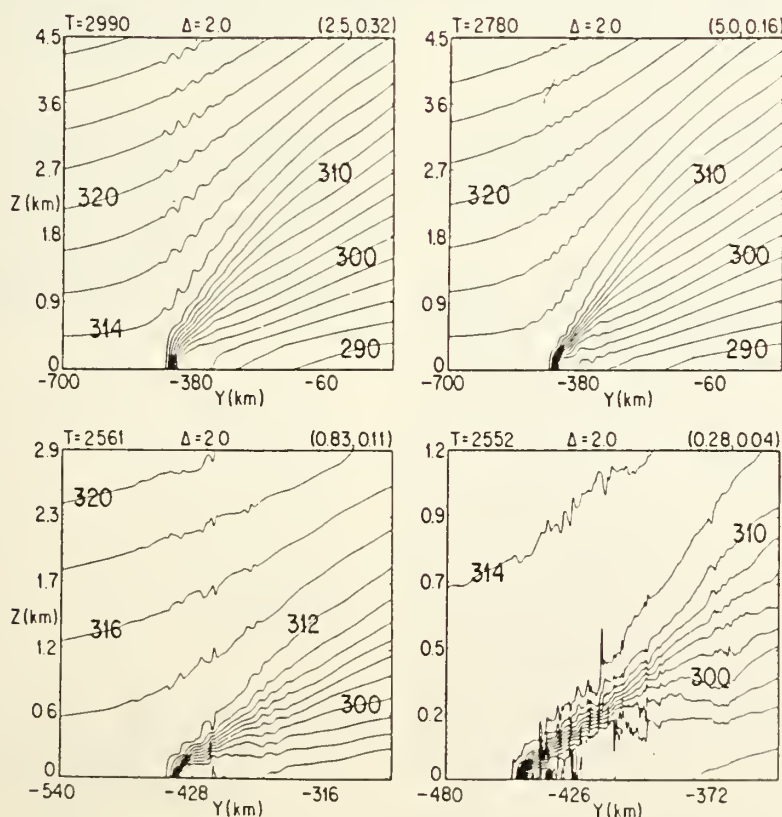 T=2990 Δ=2.0 (2.5,0.32)
4.5
3.6
2.7
Z (km)
1.8
0.9
0
320
314
310
300
290
-700 -380 -60
Y(km)
T=2780 Δ=2.0 (5.0,0.16)
4.5
3.6
2.7
1.8
0.9
0
320
310
300
290
-700 -380 -60
Y(km)
T=2561 Δ=2.0 (0.83,0.11)
2.9
2.3
1.7
Z(km)
1.2
0.6
0
320
316
312
300
-540 -428 -316
Y(km)
T=2552 Δ=2.0 (0.28,0.04)
1.2
0.9
0.7
0.5
0.2
0
314
310
300
-480 -426 -372
Y(km)